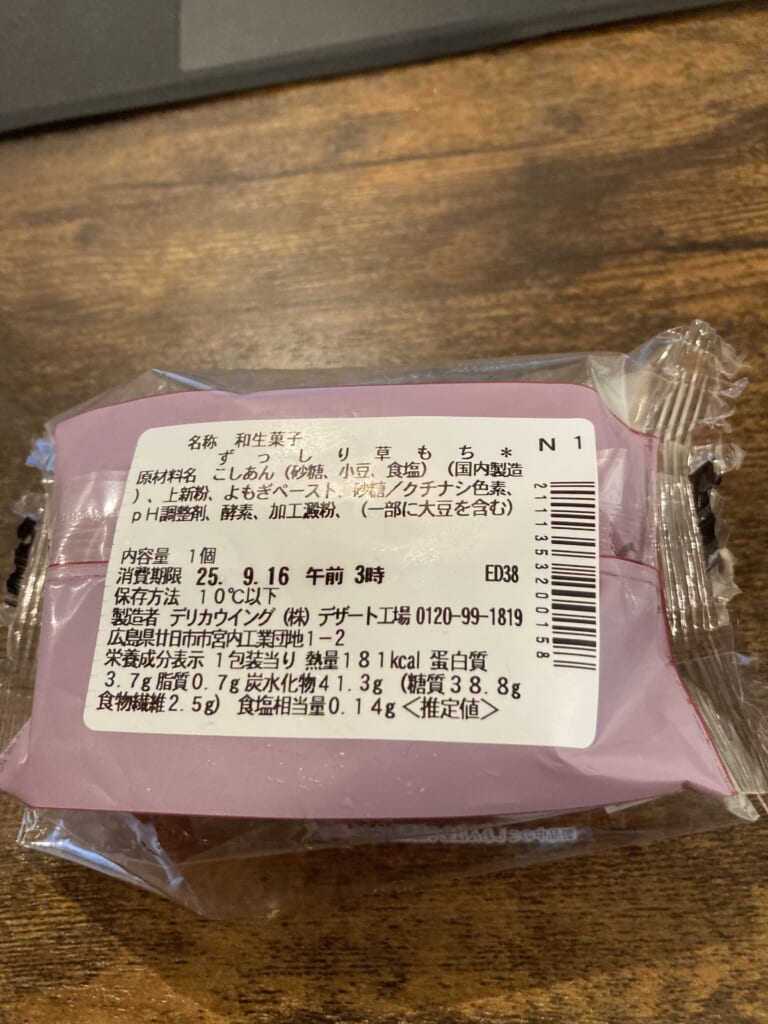 名称 和生菓子
ずっしり草もち*
N 1
原材料名 こしあん(砂糖、小豆、食塩)(国内製造
)、上新粉、よもぎペースト、砂糖/クチナシ色素、
pH調整剤、酵素、加工澱粉、(一部に大豆を含む)
内容量 1個
消費期限 25. 9.16 午前 3時 ED38
保存方法 10℃以下
製造者 デリカウイング(株)デザート工場 0120-99-1819
広島県廿日市市宮内工業団地1-2
栄養成分表示 1包装当り 熱量181kcal 蛋白質
3.7g 脂質0.7g 炭水化物41.3g (糖質38.8g
食物繊維2.5g) 食塩相当量0.14g<推定値>
2111353200158